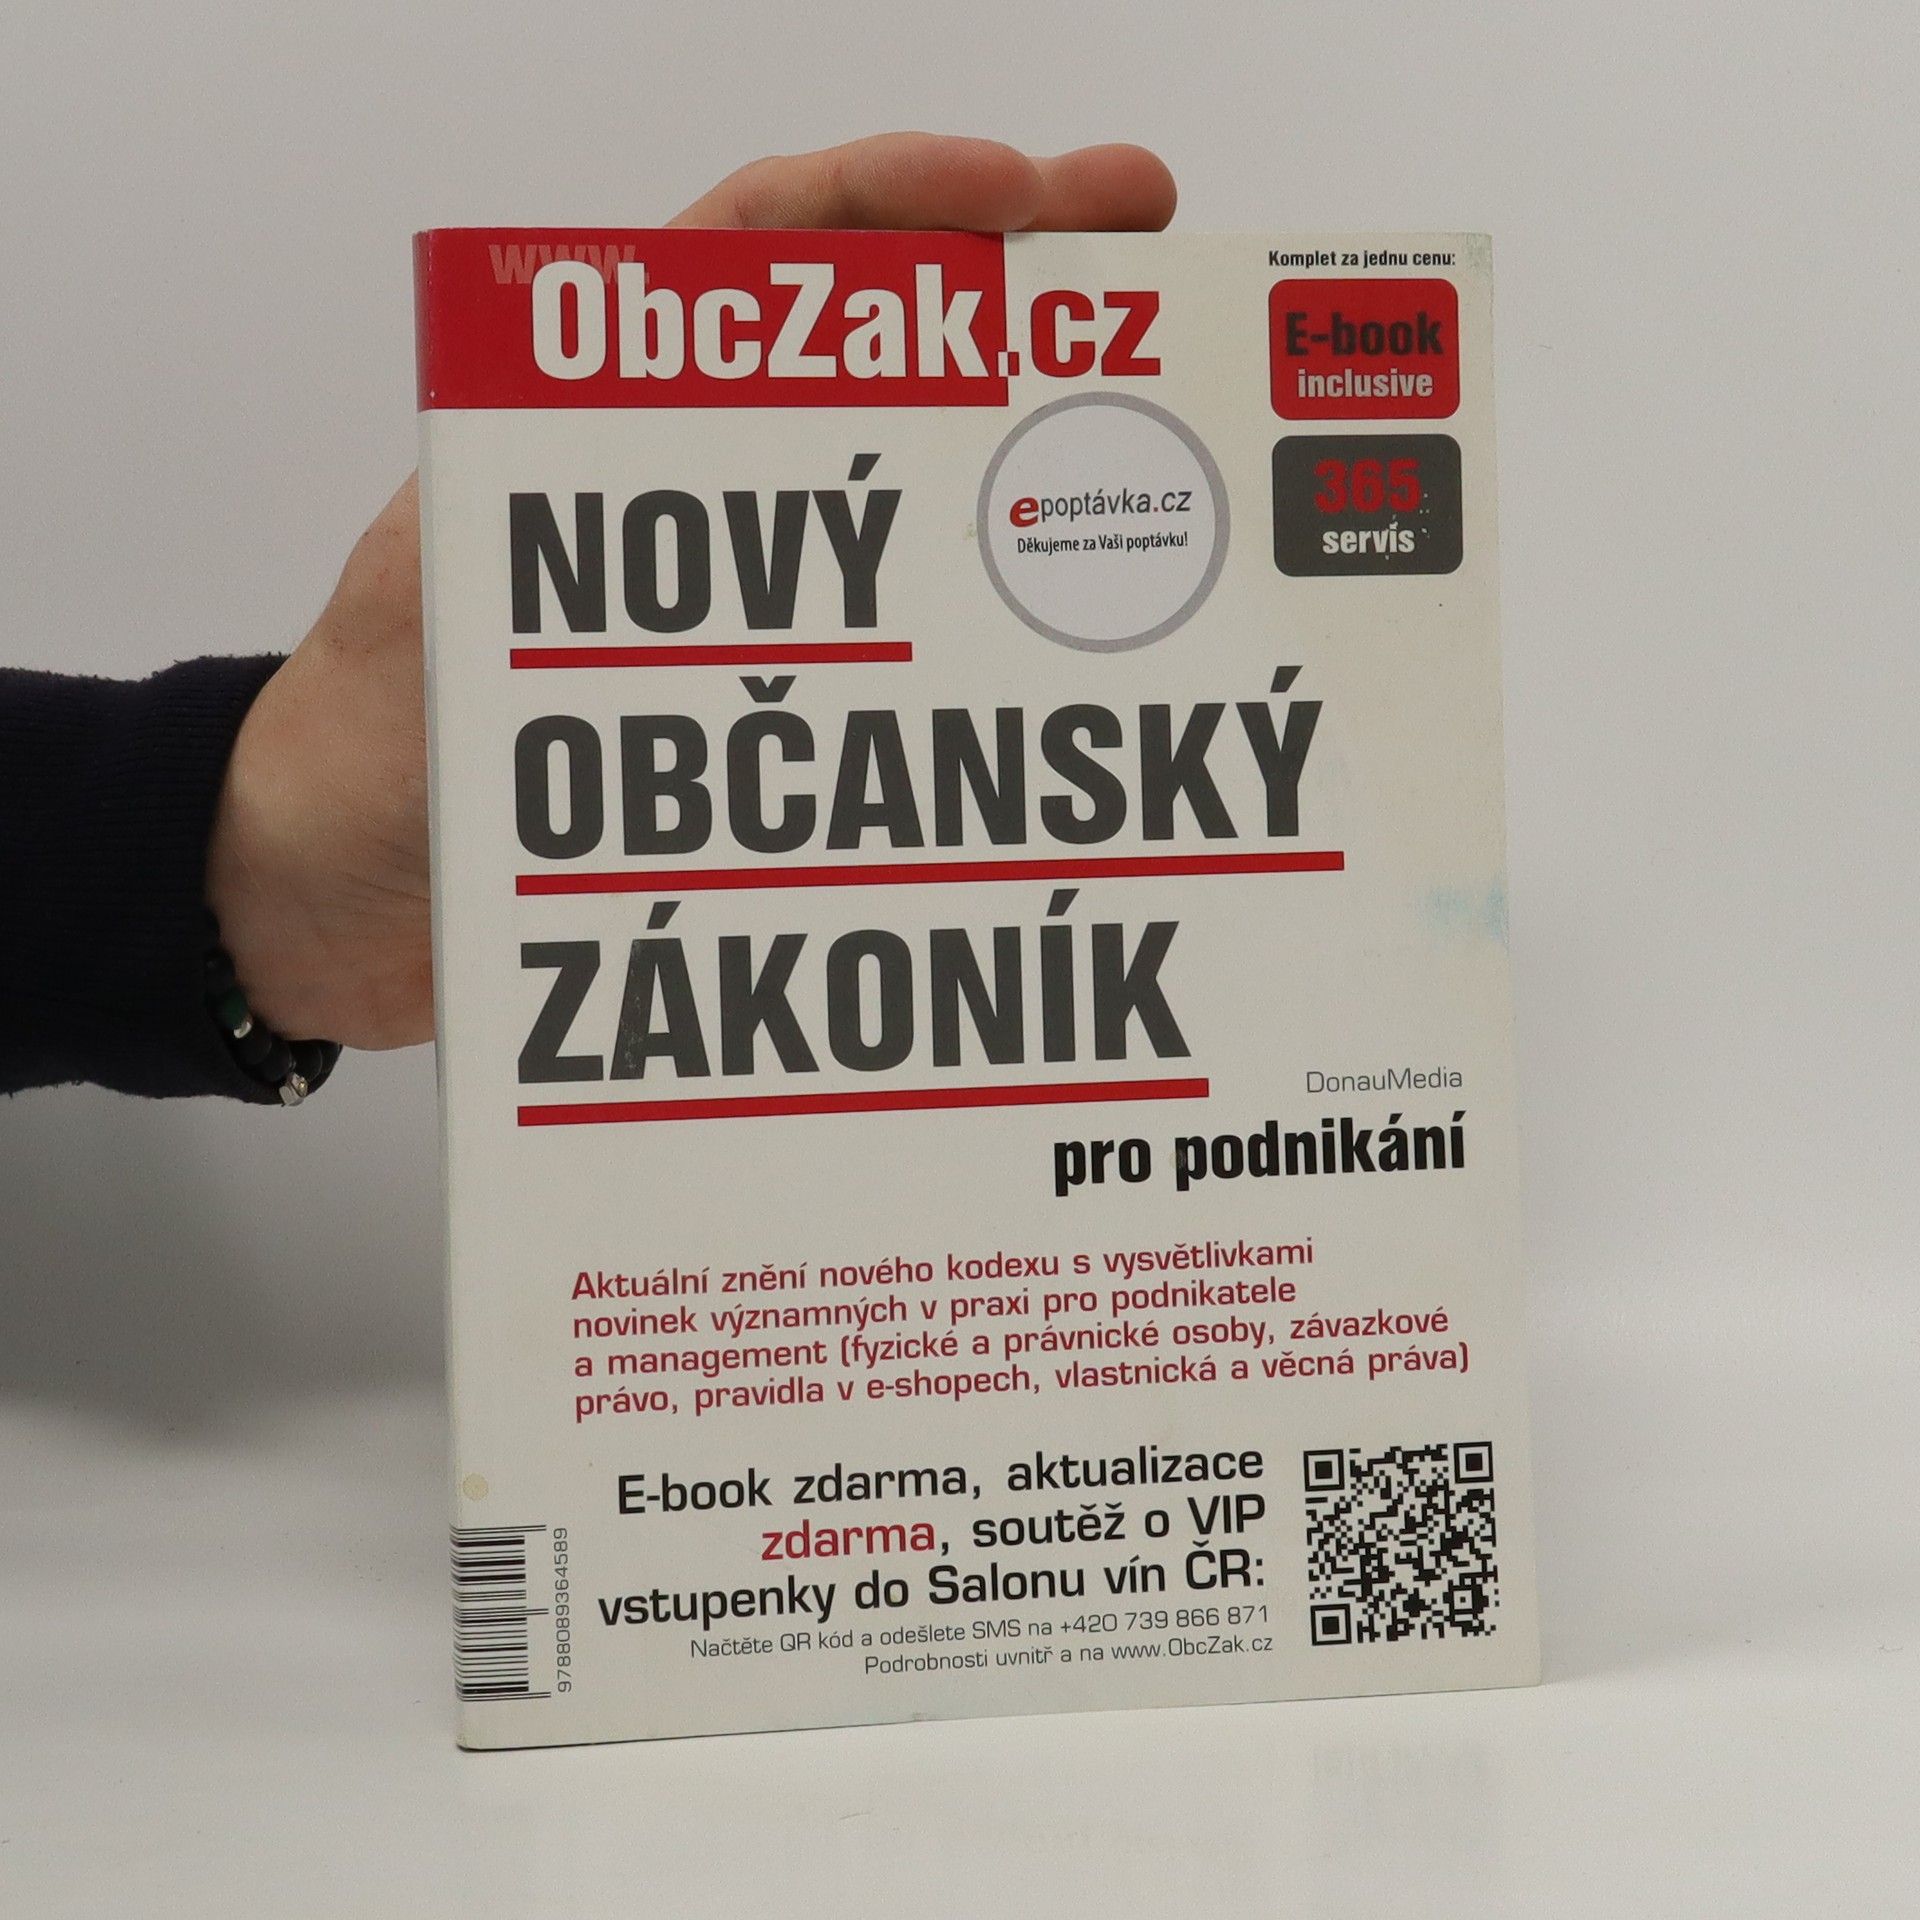 www.
ObcZak.cz
Komplet za jednu cenu:
E-book
inclusive
365
servis
epoptávka.cz
Děkujeme za Vaši poptávku!
NOVÝ
OBČANSKÝ
ZÁKONÍK
DonauMedia
pro podnikání
Aktuální znění nového kodexu s vysvětlivkami
novinek významných v praxi pro podnikatele
a management (fyzické a právnické osoby, závazkové
právo, pravidla v e-shopech, vlastnická a věcná práva)
E-book zdarma, aktualizace
zdarma, soutěž o VIP
vstupenky do Salonu vín ČR:
Načtěte QR kód a odešlete SMS na +420 739 866 871
Podrobnosti uvnitř a na www.ObcZak.cz
9788089364589